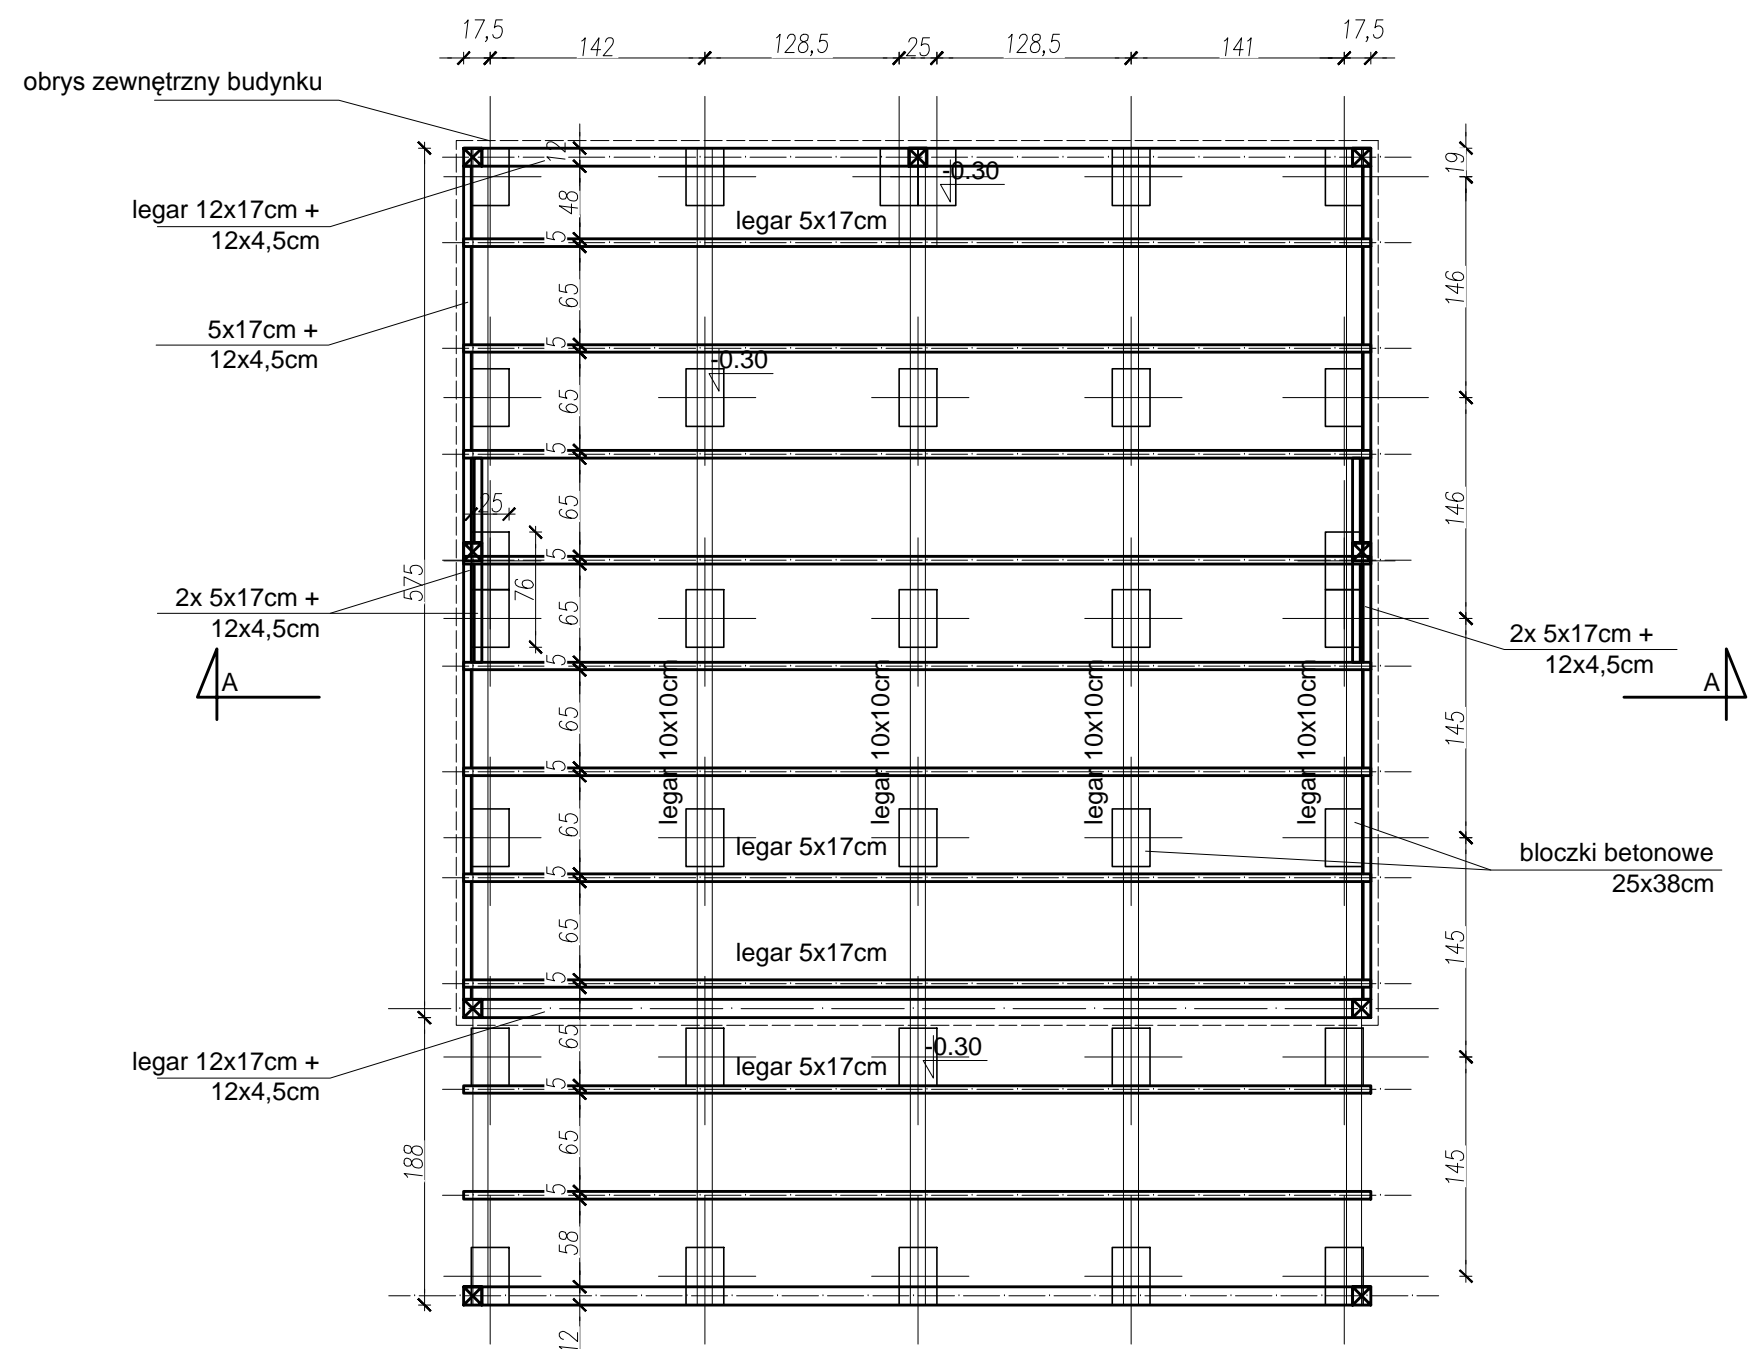 17,5
142
128,5
25
128,5
141
17,5
obrys zewnętrzny budynku
12
19
-0.30
legar 12x17cm +
12x4,5cm
48
legar 5x17cm
5
65
146
5x17cm +
12x4,5cm
5
-0.30
65
5
146
25
65
5
575
76
2x 5x17cm +
12x4,5cm
65
2x 5x17cm +
12x4,5cm
5
A
A
legar 10x10cm
legar 10x10cm
legar 10x10cm
legar 10x10cm
65
145
5
65
legar 5x17cm
bloczki betonowe
25x38cm
5
65
legar 5x17cm
145
5
65
-0.30
legar 12x17cm +
12x4,5cm
legar 5x17cm
5
65
188
145
5
58
12